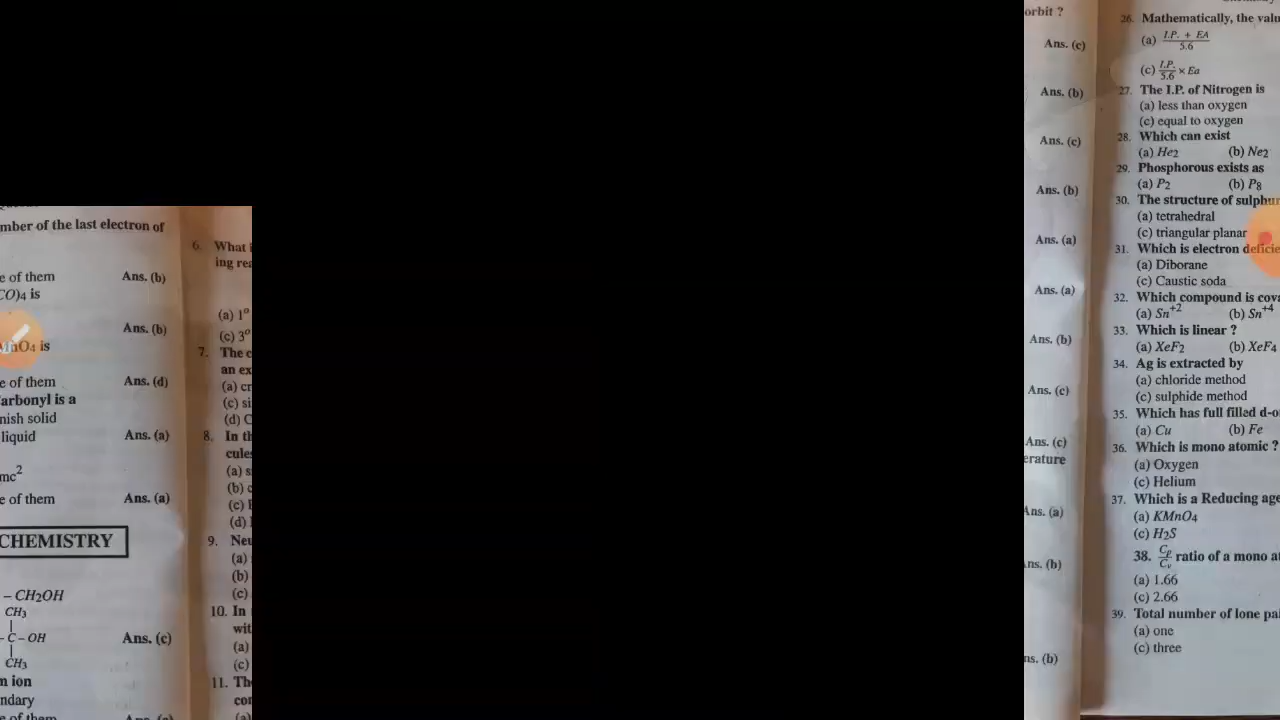 mber of the last electron of
e of them Ans. (b)
CO)4 is
Ans. (b)
MnO4 is
e of them Ans. (d)
arbonyl is a
nish solid
liquid Ans. (a)
mc2
e of them Ans. (a)
CHEMISTRY
– CH2OH
CH3
– C – OH Ans. (c)
CH3
n ion
ndary
e of them
6. What
ing
(a) 1°
(c) 3°
7. The
an ex
(a) cr
(c) si
(d) C
8. In th
cules
(a) s
(b) c
(c)
(d)
9. Neu
(a)
(b)
(c)
10. In
wit
(a)
(c)
11. Th
con
(a)
orbit ?
Ans. (c)
Ans. (b)
Ans. (c)
Ans. (b)
Ans. (a)
Ans. (a)
Ans. (b)
Ans. (c)
Ans. (c)
erature
Ans. (a)
ns. (b)
ns. (b)
26. Mathematically, the valu
(a) I.P. + EA / 5.6
(c) I.P. / 5.6 × Ea
27. The I.P. of Nitrogen is
(a) less than oxygen
(c) equal to oxygen
28. Which can exist
(a) He2 (b) Ne2
29. Phosphorous exists as
(a) P2 (b) P8
30. The structure of sulphur
(a) tetrahedral
(c) triangular planar
31. Which is electron deficie
(a) Diborane
(c) Caustic soda
32. Which compound is cova
(a) Sn+2 (b) Sn+4
33. Which is linear ?
(a) XeF2 (b) XeF4
34. Ag is extracted by
(a) chloride method
(c) sulphide method
35. Which has full filled d-o
(a) Cu (b) Fe
36. Which is mono atomic ?
(a) Oxygen
(c) Helium
37. Which is a Reducing age
(a) KMnO4
(c) H2S
38. Cp/Cv ratio of a mono at
(a) 1.66
(c) 2.66
39. Total number of lone pai
(a) one
(c) three